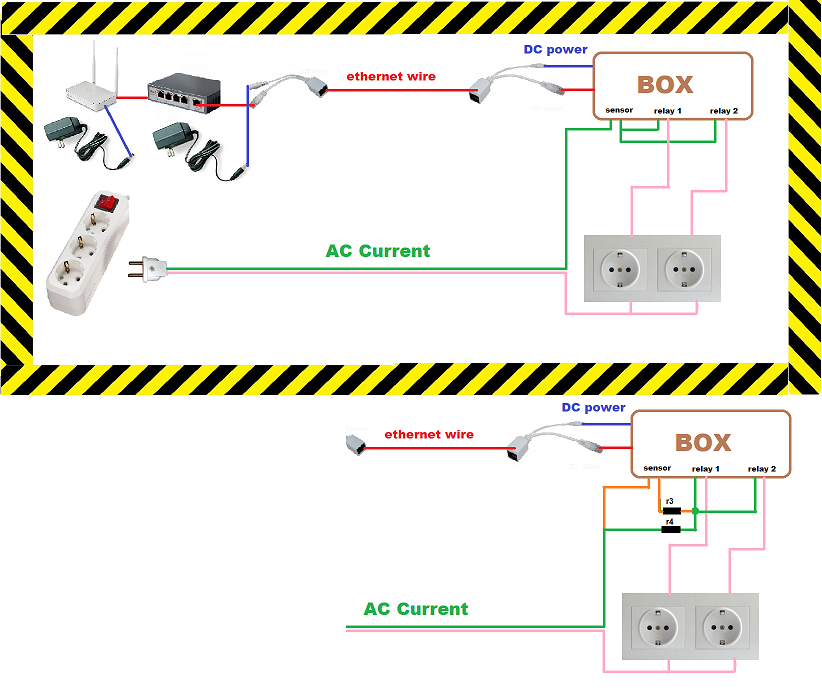 DC power
ethernet wire
BOX
sensor
relay 1
relay 2
AC Current
DC power
ethernet wire
BOX
sensor
relay 1
relay 2
r3
r4
AC Current